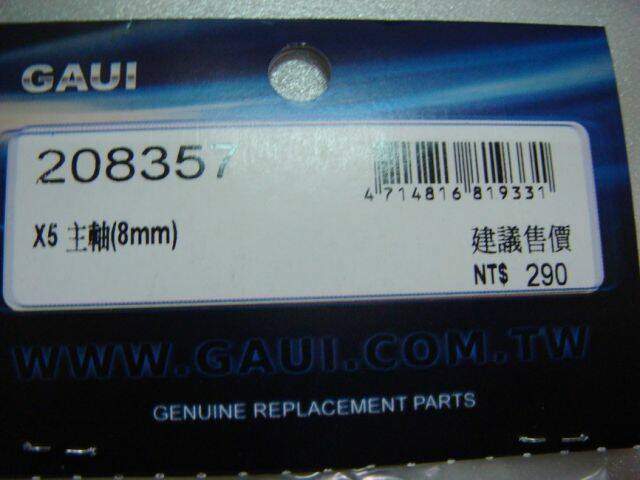 GAUI
208357
4 714816 819331
X5 主軸(8mm)
建議售價
NT$ 290
WWW.GAUI.COM.TW
GENUINE REPLACEMENT PARTS